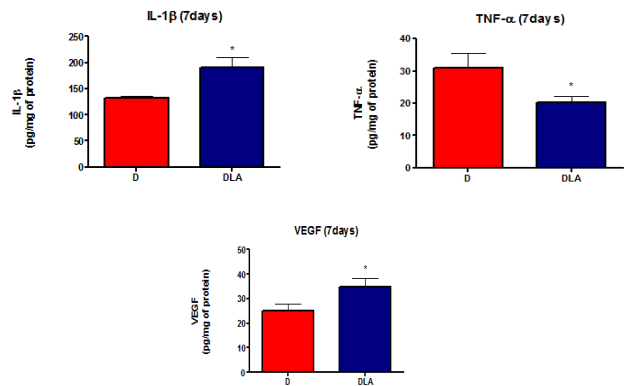 IL-1β (7days)
IL-1β
(pg/mg of protein)
250
200
150
100
50
0
*
D
DLA
TNF-α (7days)
TNF-α
(pg/mg of protein)
40
30
20
10
0
*
D
DLA
VEGF (7days)
VEGF
(pg/mg of protein)
50
40
30
20
10
0
*
D
DLA